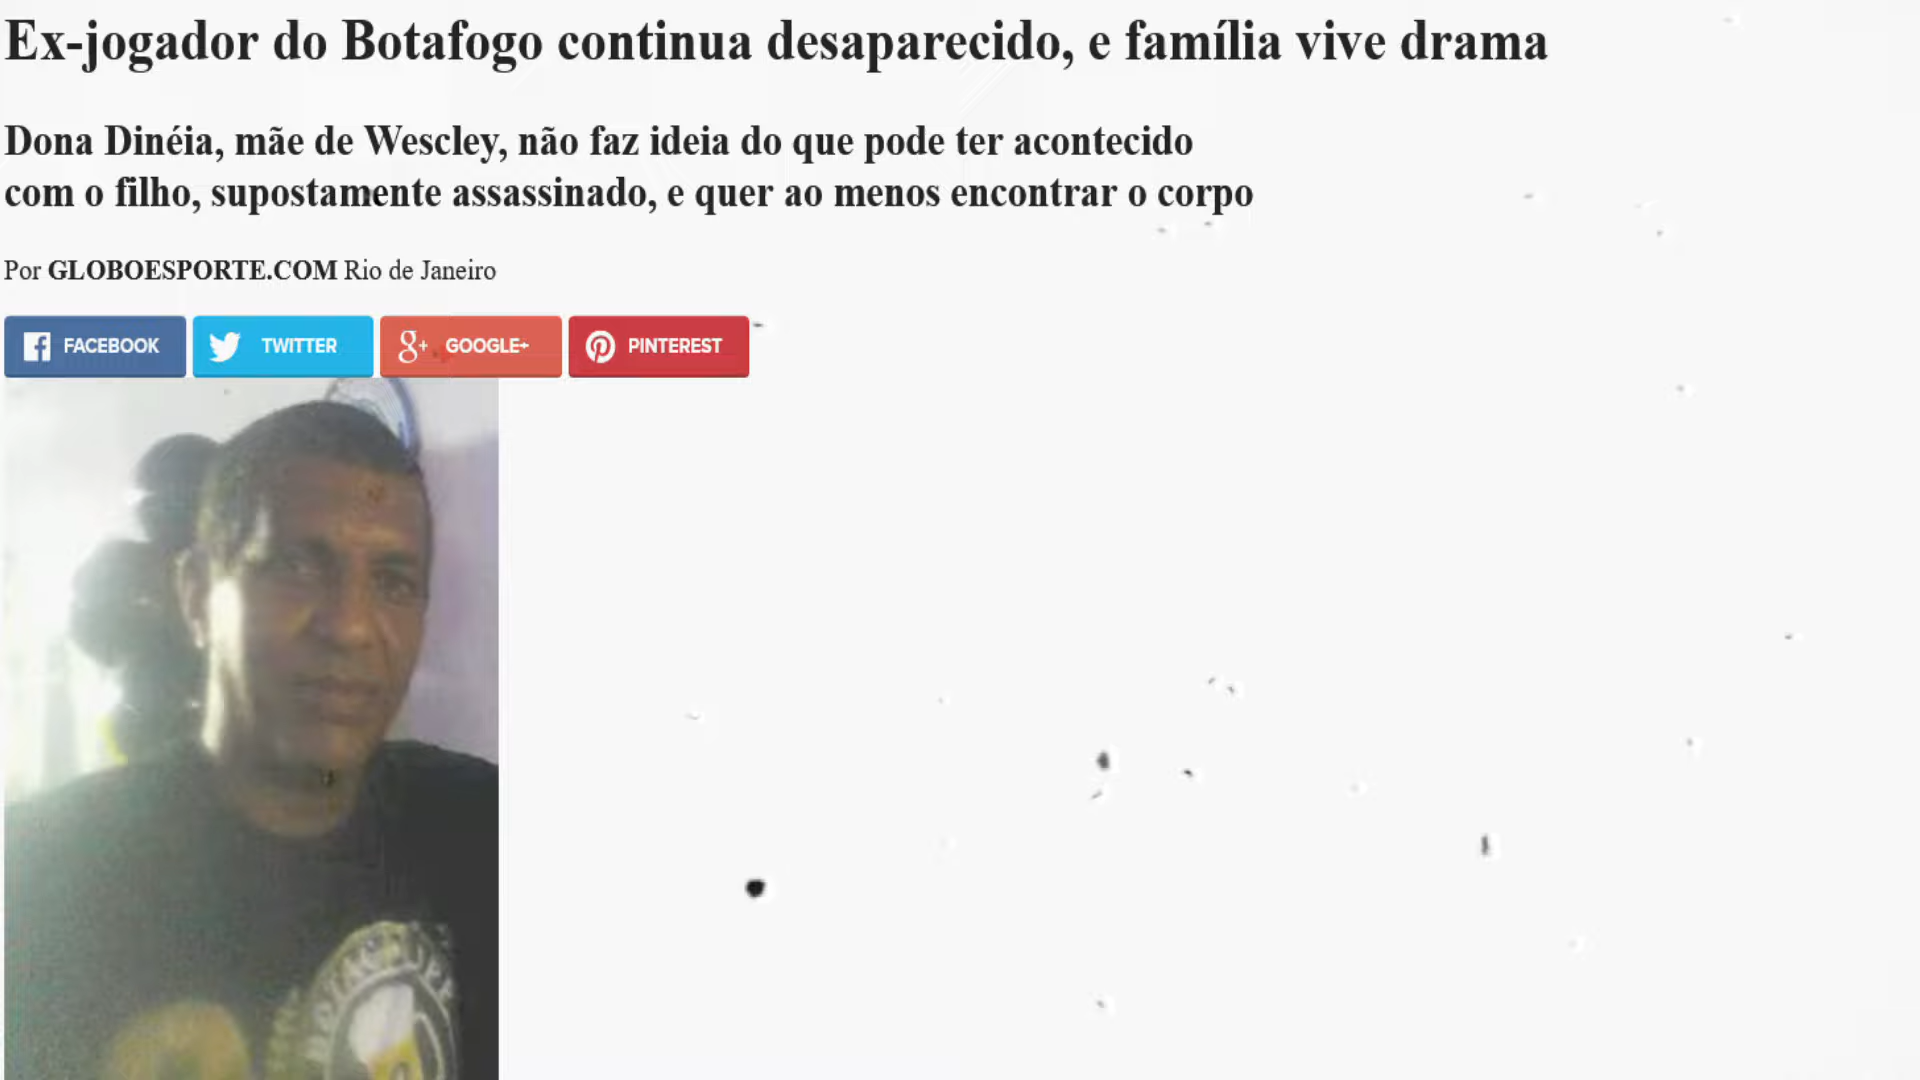 Ex-jogador do Botafogo continua desaparecido, e família vive drama
Dona Dinéia, mãe de Wescley, não faz ideia do que pode ter acontecido
com o filho, supostamente assassinado, e quer ao menos encontrar o corpo
Por GLOBOESPORTE.COM Rio de Janeiro
FACEBOOK TWITTER g+ GOOGLE+ PINTEREST